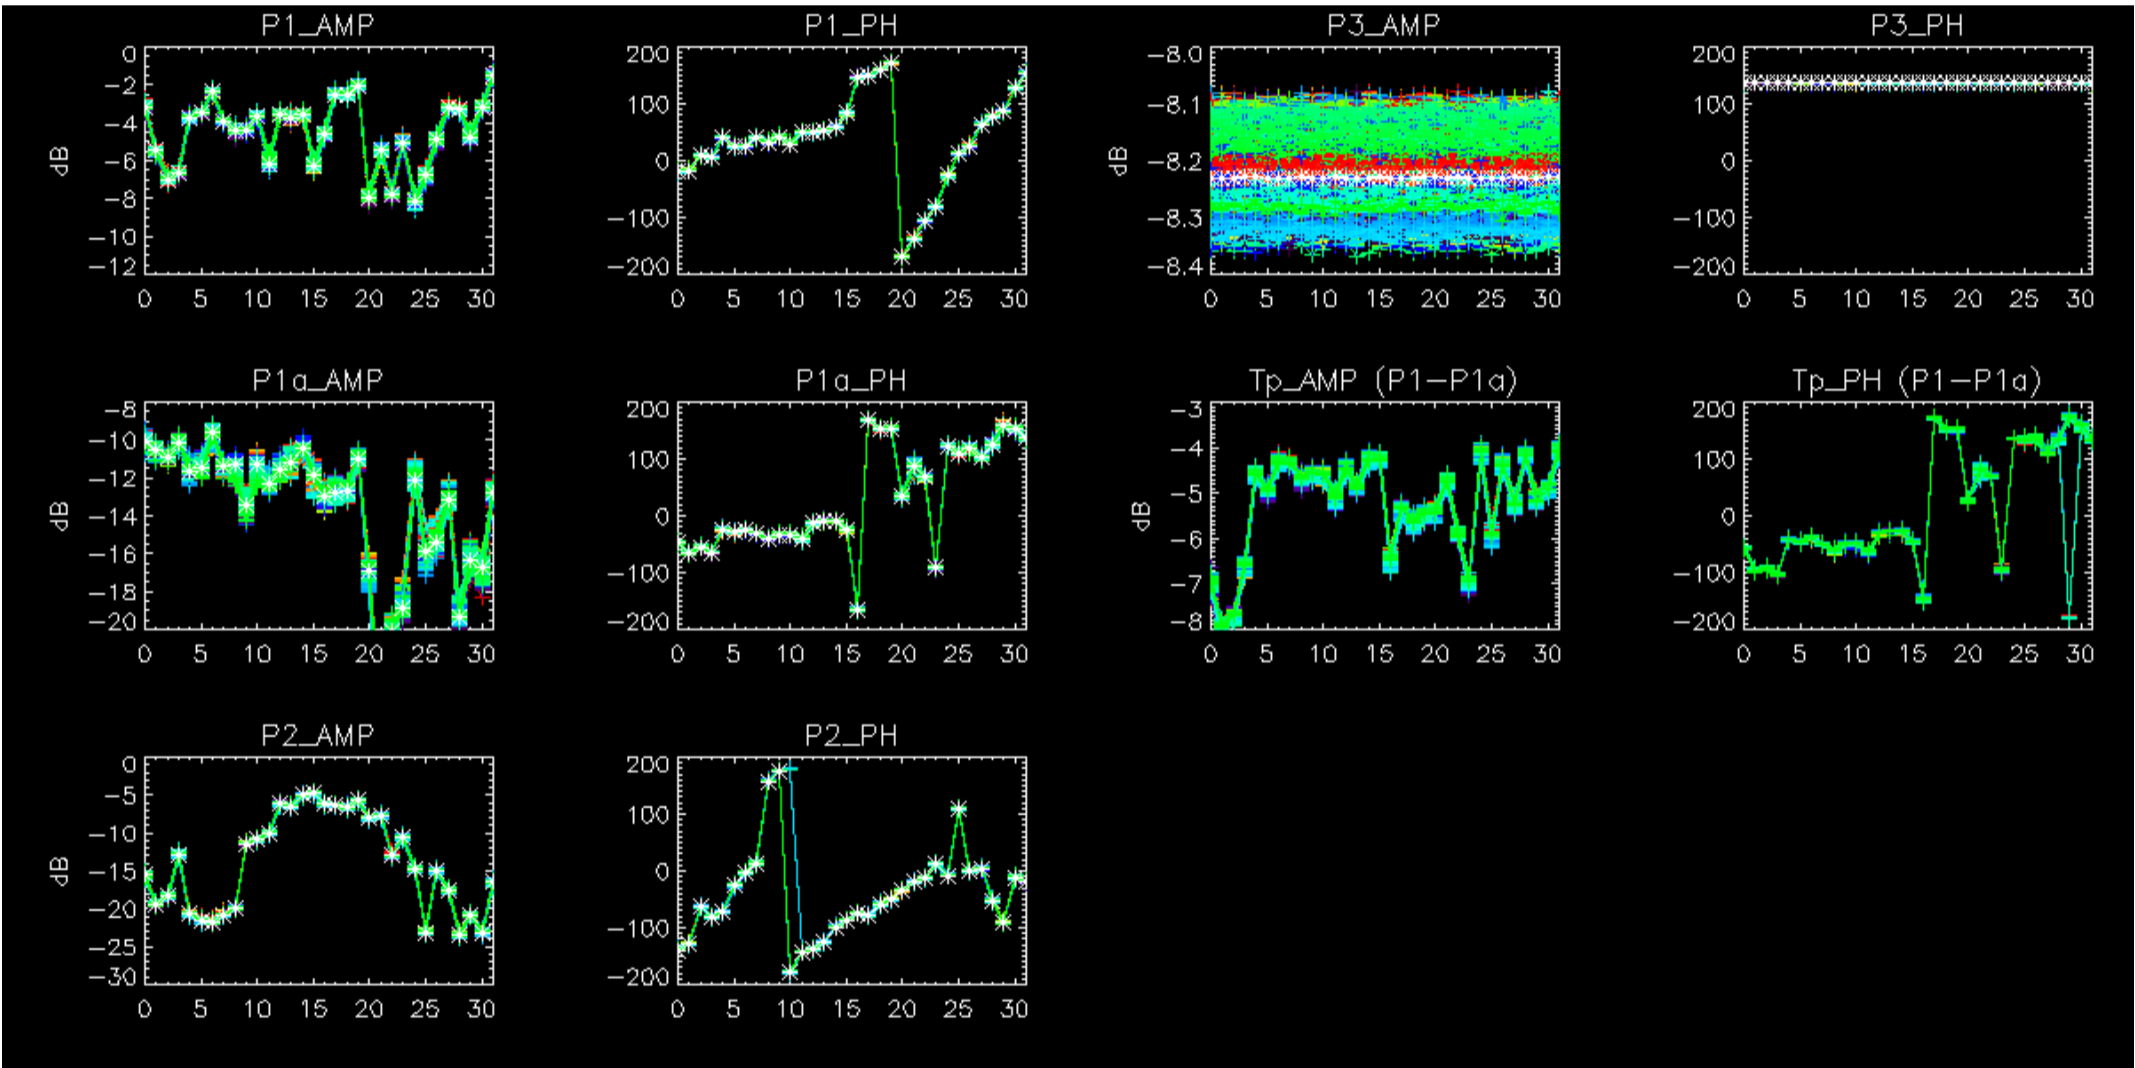 P1_AMP
0
−2
−4
−6
−8
−10
−12
dB
0 5 10 15 20 25 30
P1_PH
200
100
0
−100
−200
0 5 10 15 20 25 30
P3_AMP
−8.0
−8.1
−8.2
−8.3
−8.4
dB
0 5 10 15 20 25 30
P3_PH
200
100
0
−100
−200
0 5 10 15 20 25 30
P1a_AMP
−8
−10
−12
−14
−16
−18
−20
dB
0 5 10 15 20 25 30
P1a_PH
200
100
0
−100
−200
0 5 10 15 20 25 30
Tp_AMP (P1−P1a)
−3
−4
−5
−6
−7
−8
dB
0 5 10 15 20 25 30
Tp_PH (P1−P1a)
200
100
0
−100
−200
0 5 10 15 20 25 30
P2_AMP
0
−5
−10
−15
−20
−25
−30
dB
0 5 10 15 20 25 30
P2_PH
200
100
0
−100
−200
0 5 10 15 20 25 30